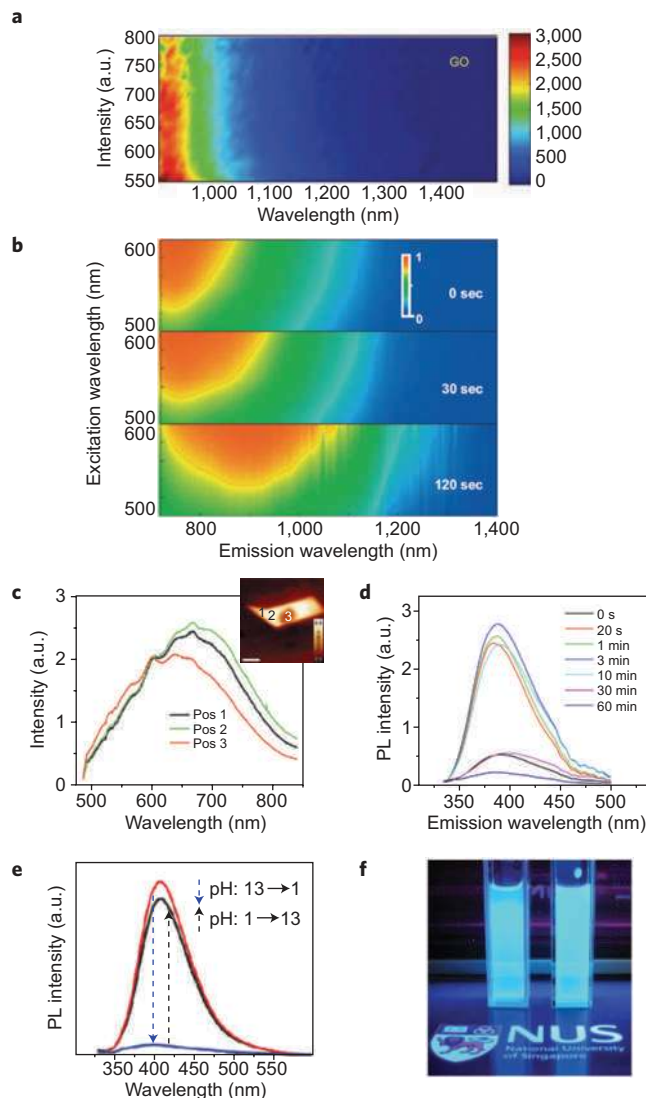 a
Intensity (a.u.)
800
750
700
650
600
550
GO
1,000 1,100 1,200 1,300 1,400
Wavelength (nm)
3,000
2,500
2,000
1,500
1,000
500
0
b
Excitation wavelength (nm)
600
500
600
500
600
500
1
0
0 sec
30 sec
120 sec
800 1,000 1,200 1,400
Emission wavelength (nm)
c
Intensity (a.u.)
3
2
1
0
1 2 3
Pos 1
Pos 2
Pos 3
500 600 700 800
Wavelength (nm)
d
PL intensity (a.u.)
3
2
1
0
0 s
20 s
1 min
3 min
10 min
30 min
60 min
350 400 450 500
Emission wavelength (nm)
e
PL intensity (a.u.)
pH: 13→1
pH: 1→13
350 400 450 500 550
Wavelength (nm)
f
NUS
National University
of Singapore